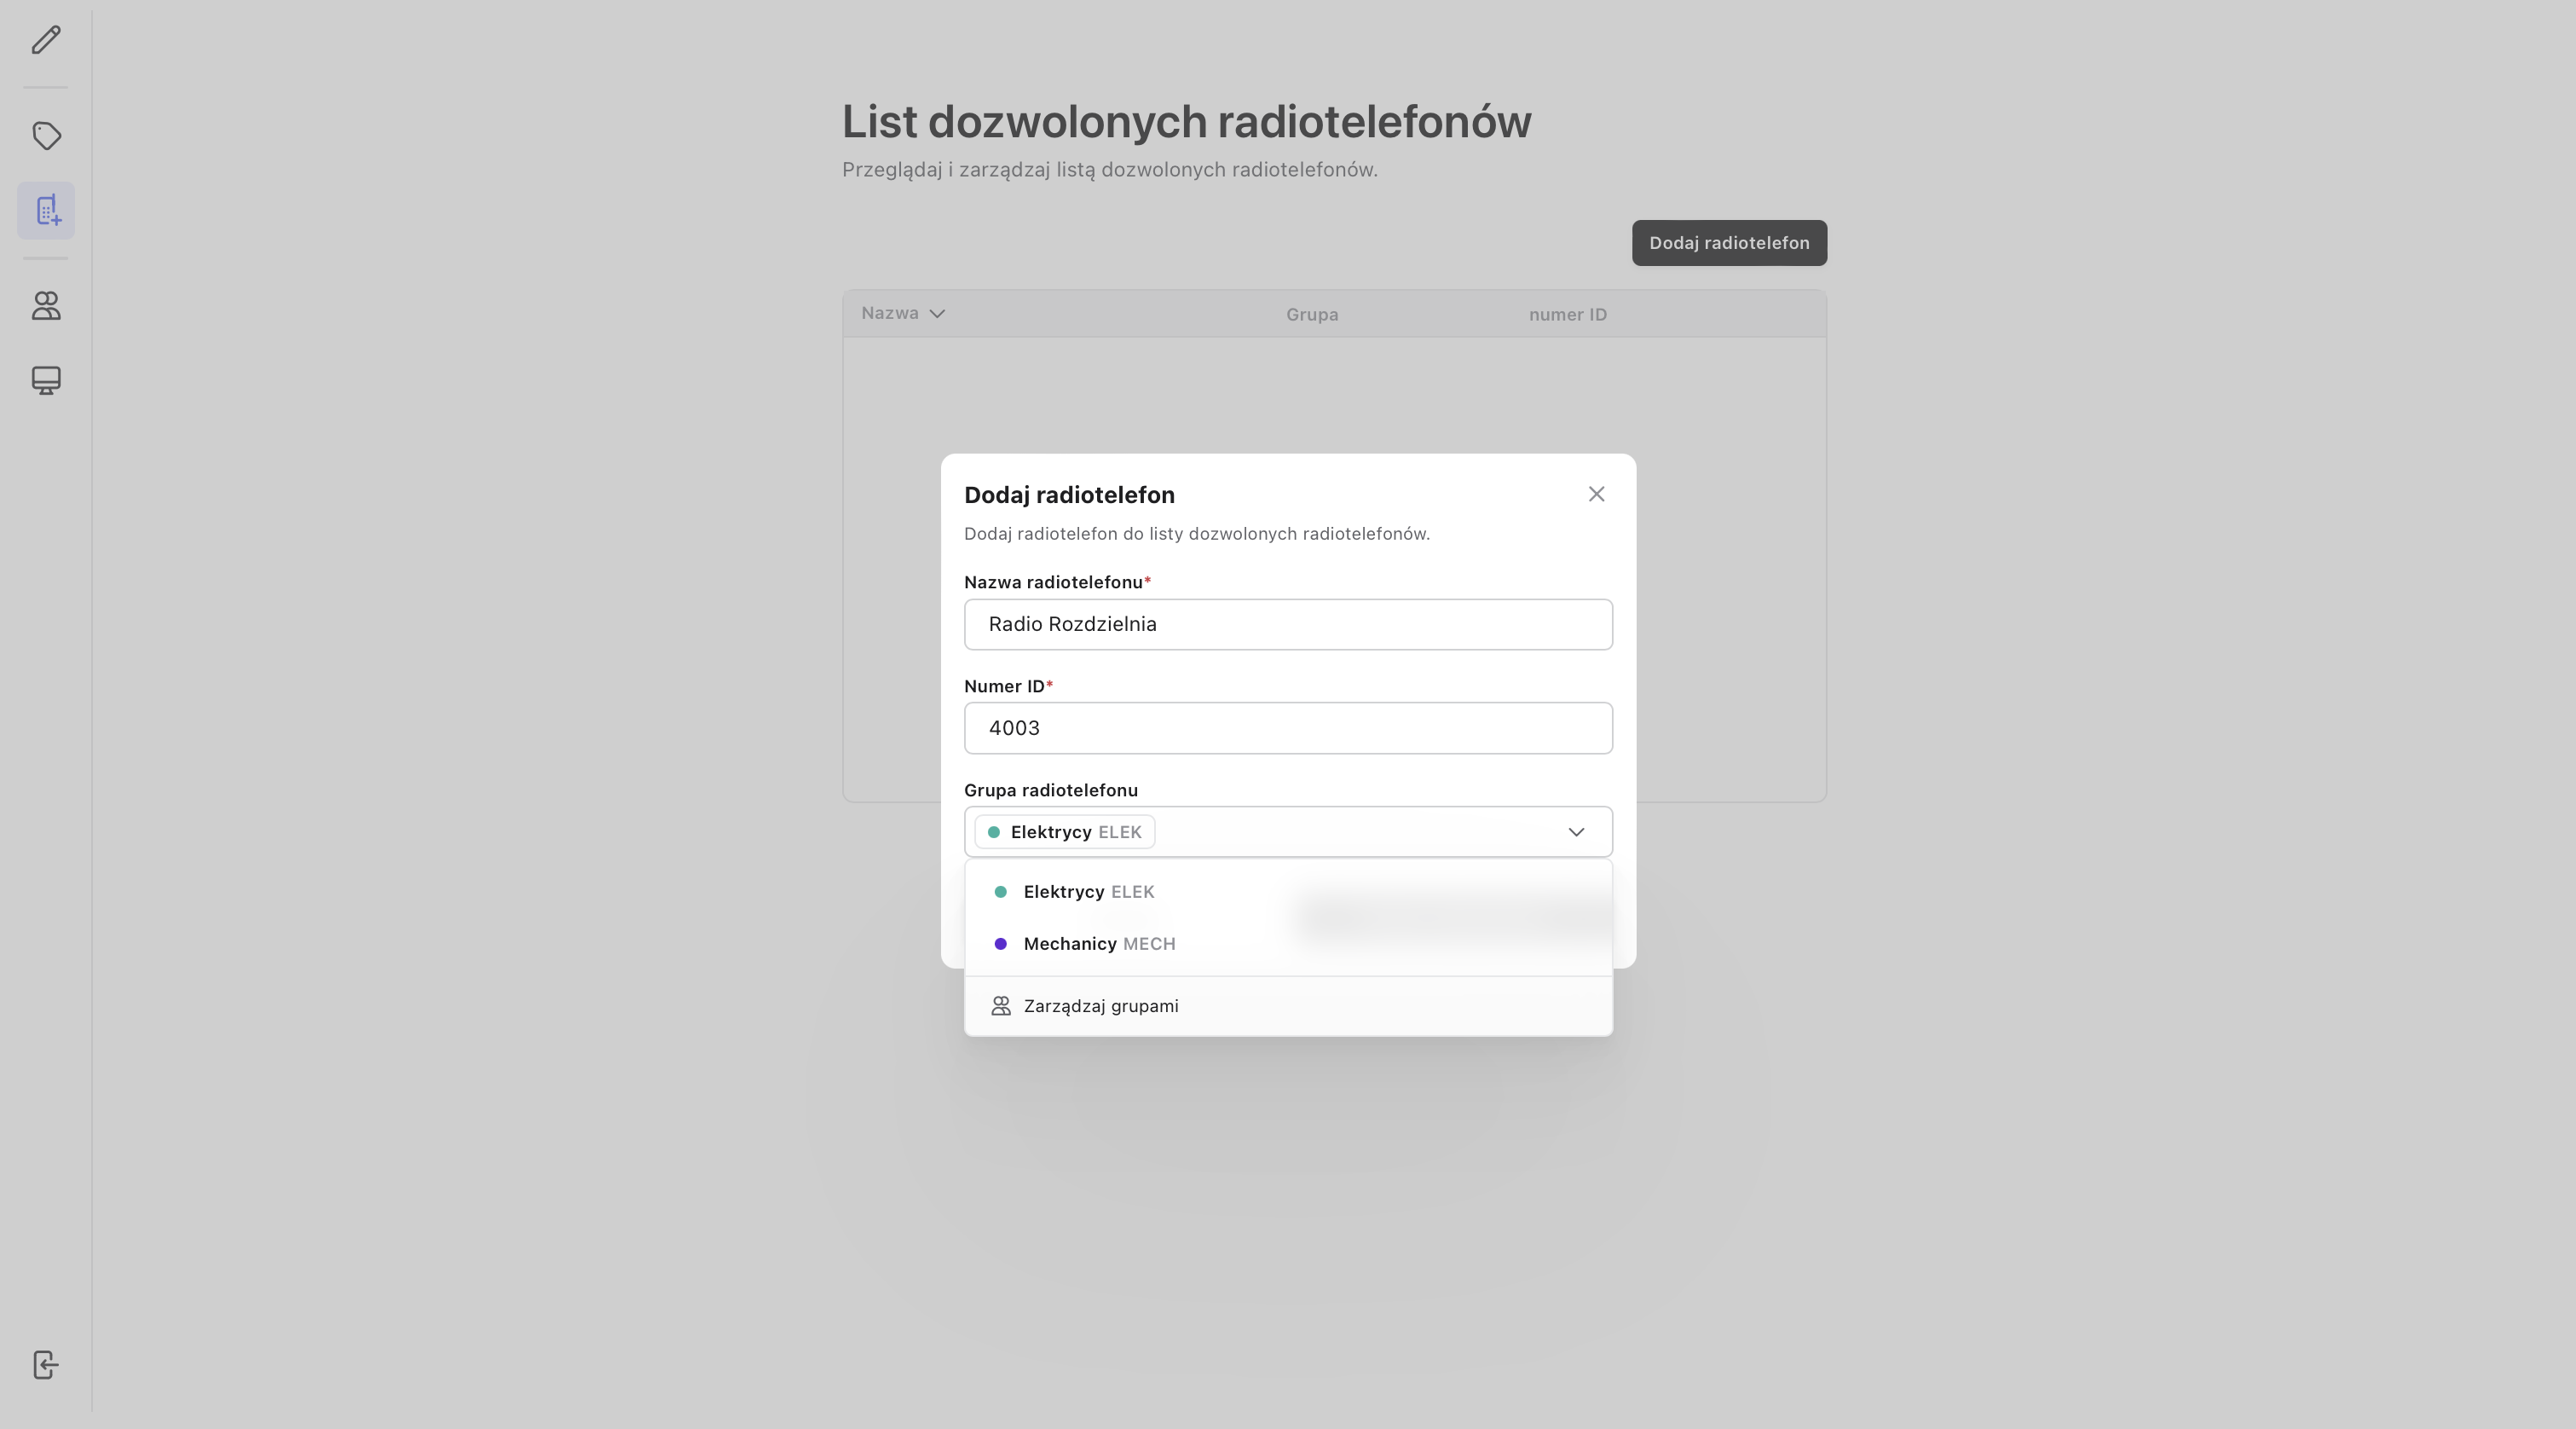 List dozwolonych radiotelefonów
Przeglądaj i zarządzaj listą dozwolonych radiotelefonów.
Dodaj radiotelefon
Nazwa Grupa numer ID
Dodaj radiotelefon
Dodaj radiotelefon do listy dozwolonych radiotelefonów.
Nazwa radiotelefonu*
Radio Rozdzielnia
Numer ID*
4003
Grupa radiotelefonu
Elektrycy ELEK
Elektrycy ELEK
Mechanicy MECH
Zarządzaj grupami